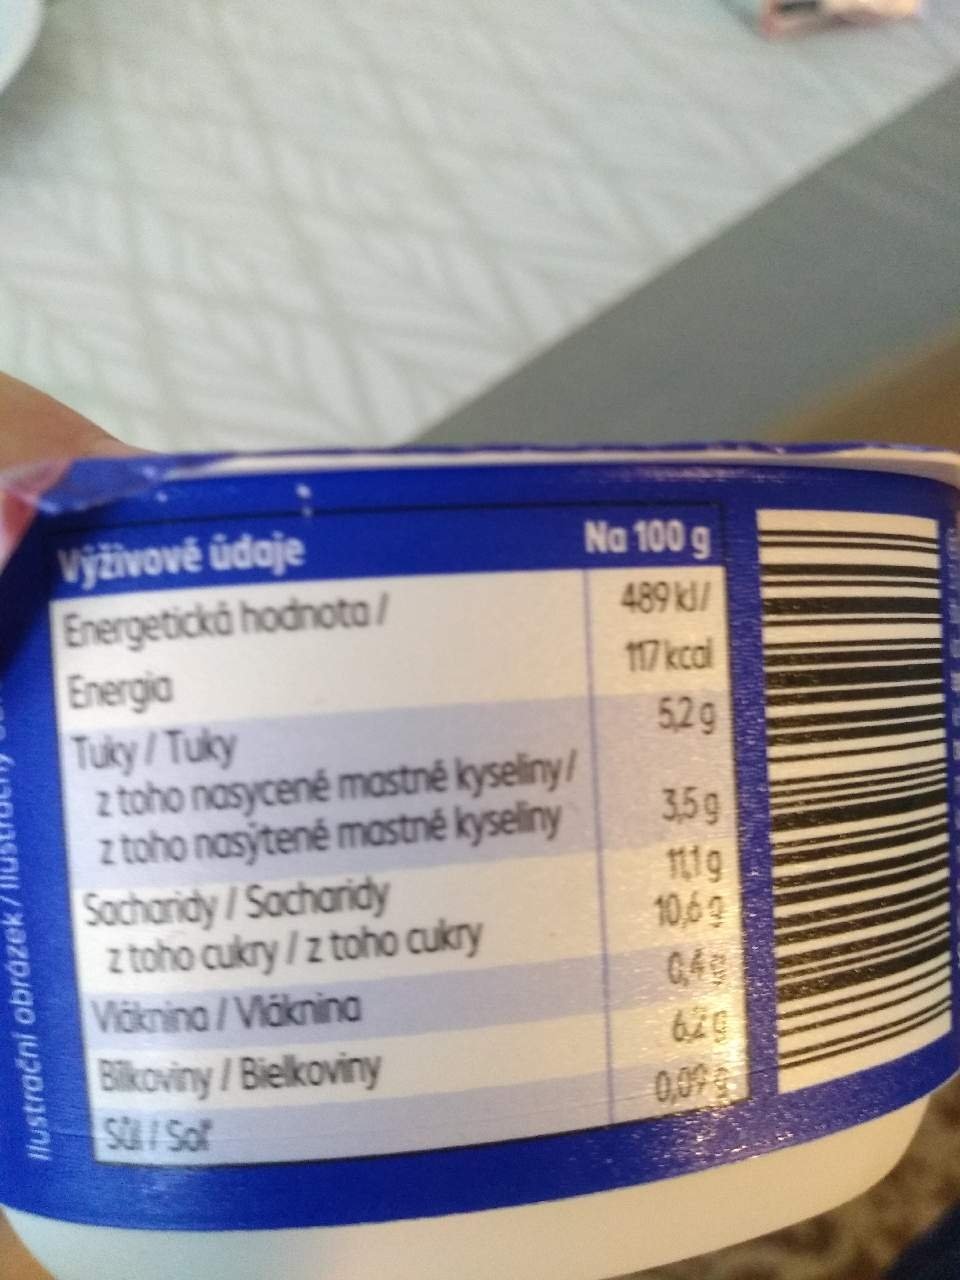 Výživové údaje Na 100 g
Energetická hodnota / 489 kJ/
Energia 117 kcal
Tuky / Tuky 5,2 g
z toho nasycené mastné kyseliny /
z toho nasýtené mastné kyseliny 3,5 g
Sacharidy / Sacharidy 11,1 g
z toho cukry / z toho cukry 10,6 g
Vláknina / Vláknina 0,4 g
Bílkoviny / Bielkoviny 6,2 g
Sůl / Soľ 0,09 g
Ilustrační obrázek / Ilustračný